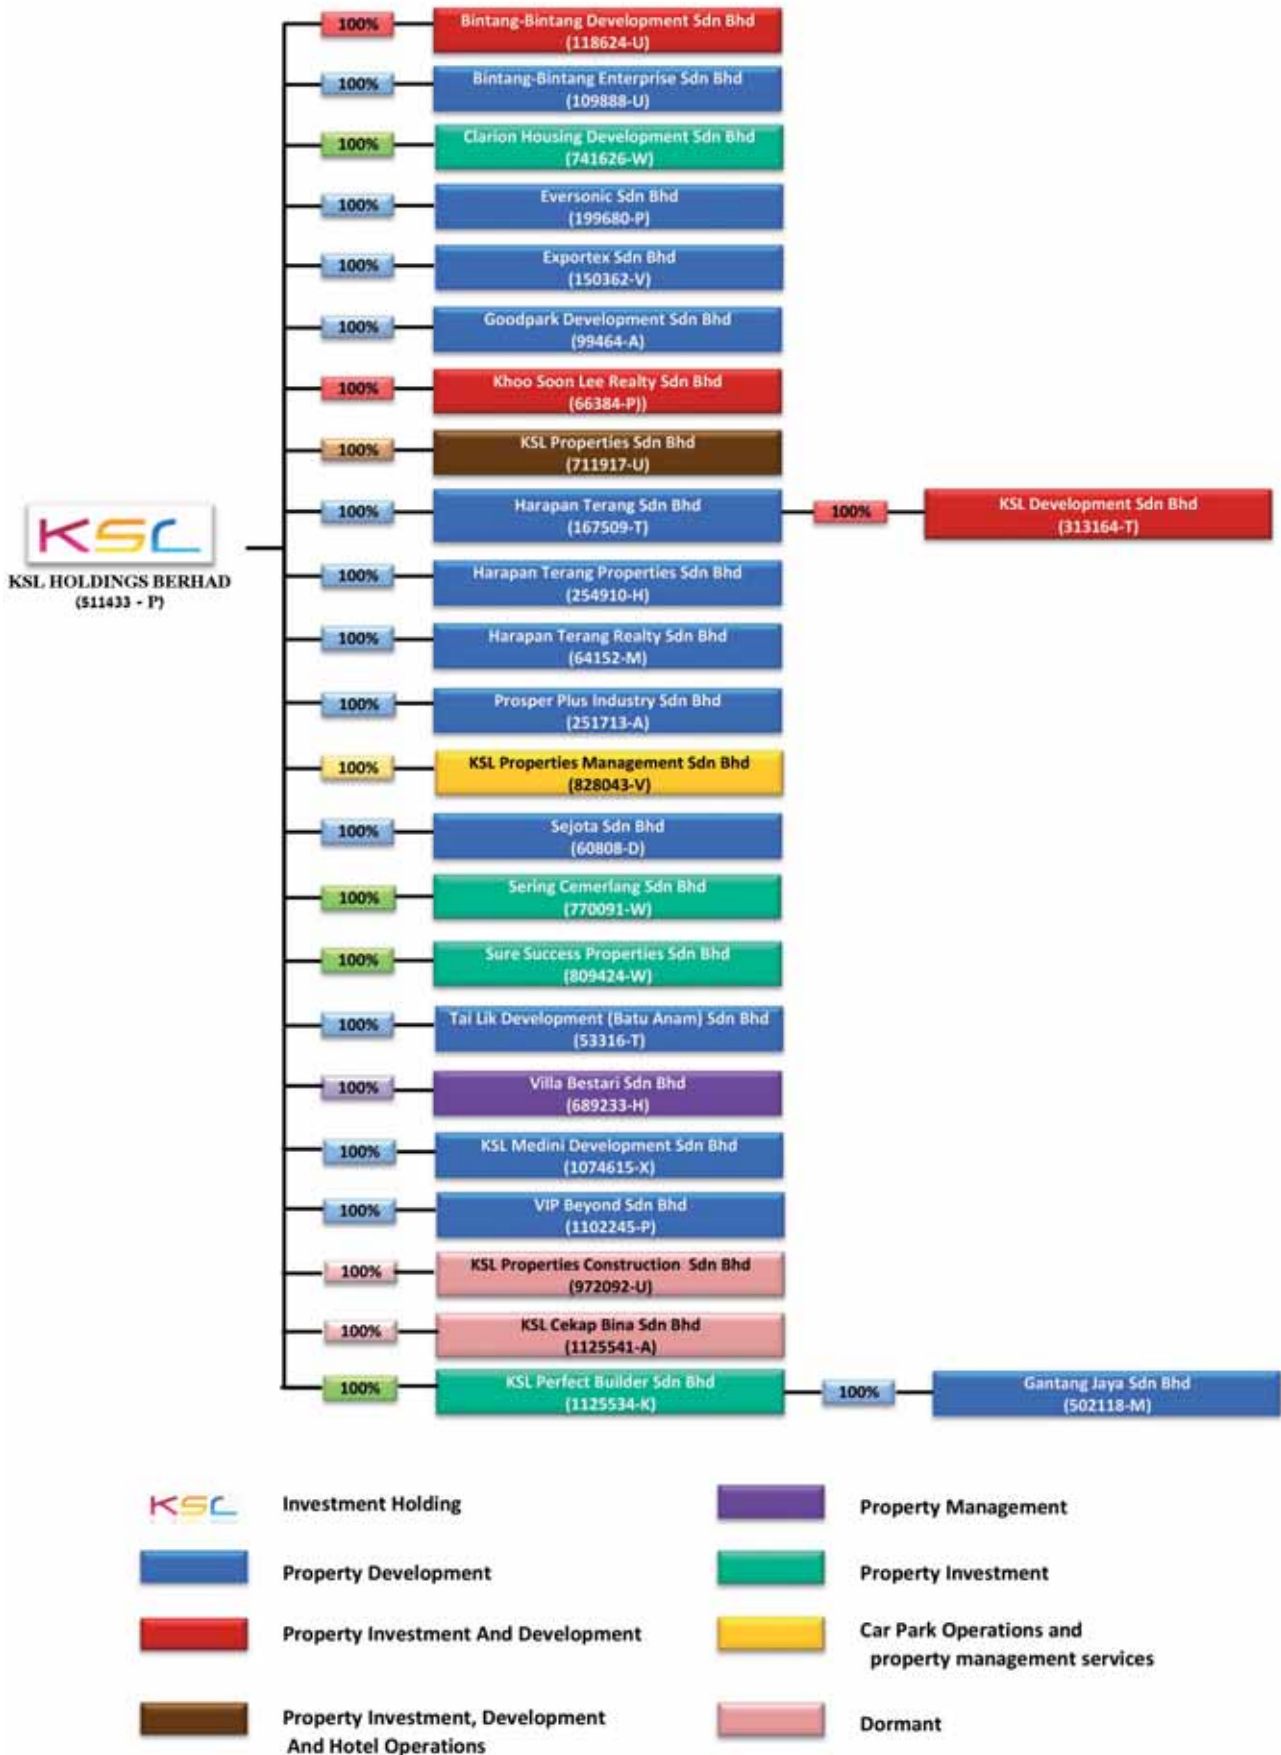 100% Bintang-Bintang Development Sdn Bhd
(118624-U)
100% Bintang-Bintang Enterprise Sdn Bhd
(109888-U)
100% Clarion Housing Development Sdn Bhd
(741626-W)
100% Eversonic Sdn Bhd
(199680-P)
100% Exportex Sdn Bhd
(150362-V)
100% Goodpark Development Sdn Bhd
(99464-A)
100% Khoo Soon Lee Realty Sdn Bhd
(66384-P))
100% KSL Properties Sdn Bhd
(711917-U)
100% Harapan Terang Sdn Bhd
(167509-T)
100% KSL Development Sdn Bhd
(313164-T)
KSL
KSL HOLDINGS BERHAD
(511433 - P)
100% Harapan Terang Properties Sdn Bhd
(254910-H)
100% Harapan Terang Realty Sdn Bhd
(64152-M)
100% Prosper Plus Industry Sdn Bhd
(251713-A)
100% KSL Properties Management Sdn Bhd
(828043-V)
100% Sejota Sdn Bhd
(60808-D)
100% Sering Cemerlang Sdn Bhd
(770091-W)
100% Sure Success Properties Sdn Bhd
(809424-W)
100% Tai Lik Development (Batu Anam) Sdn Bhd
(53316-T)
100% Villa Bestari Sdn Bhd
(689233-H)
100% KSL Medini Development Sdn Bhd
(1074615-X)
100% VIP Beyond Sdn Bhd
(1102245-P)
100% KSL Properties Construction Sdn Bhd
(972092-U)
100% KSL Cekap Bina Sdn Bhd
(1125541-A)
100% KSL Perfect Builder Sdn Bhd
(1125534-K)
100% Gantang Jaya Sdn Bhd
(502118-M)
KSL Investment Holding
Property Development
Property Investment And Development
Property Investment, Development
And Hotel Operations
Property Management
Property Investment
Car Park Operations and
property management services
Dormant